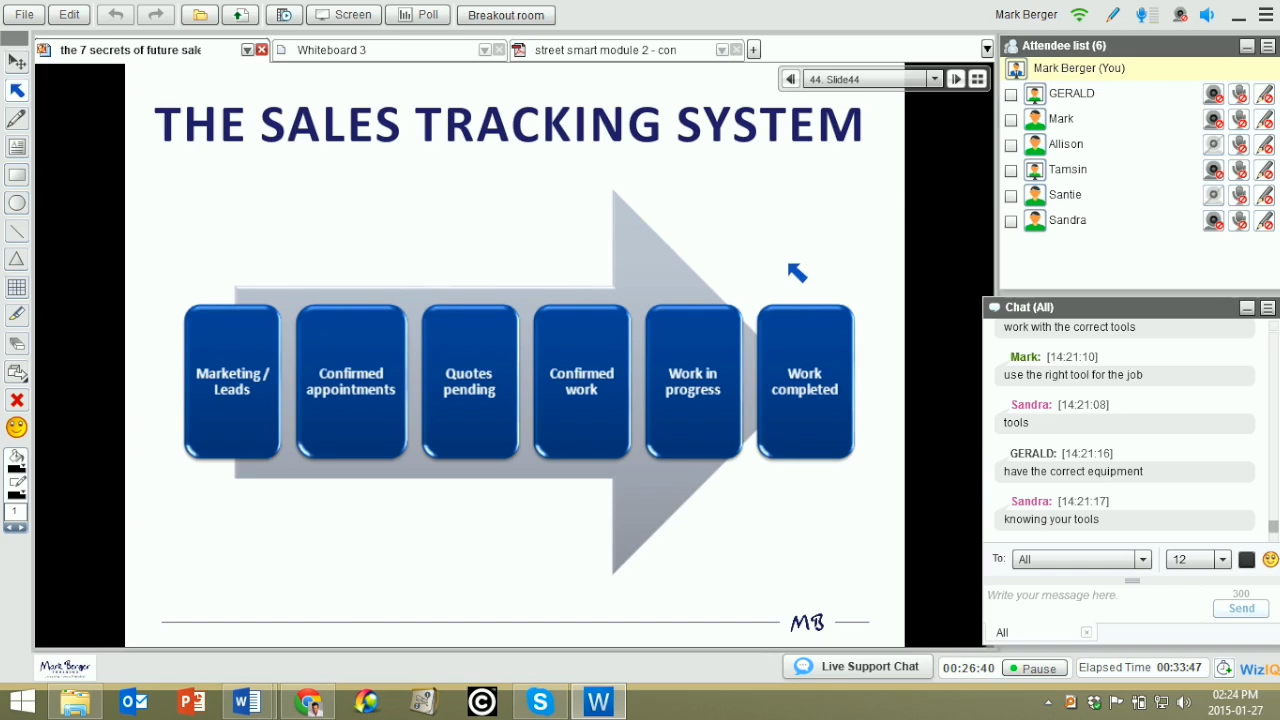 File
Edit
Screen
Poll
Breakout room
Mark Berger
the 7 secrets of future sale
Whiteboard 3
street smart module 2 - con
44. Slide44
THE SALES TRACKING SYSTEM
Marketing /
Leads
Confirmed
appointments
Quotes
pending
Confirmed
work
Work in
progress
Work
completed
MB
Attendee list (6)
Mark Berger (You)
GERALD
Mark
Allison
Tamsin
Santie
Sandra
Chat (All)
work with the correct tools
Mark: [14:21:10]
use the right tool for the job
Sandra: [14:21:08]
tools
GERALD: [14:21:16]
have the correct equipment
Sandra: [14:21:17]
knowing your tools
To: All 12
Write your message here. 300
Send
All
1
Mark Berger
Live Support Chat
00:26:40
Pause
Elapsed Time 00:33:47
WizIQ
02:24 PM
2015-01-27